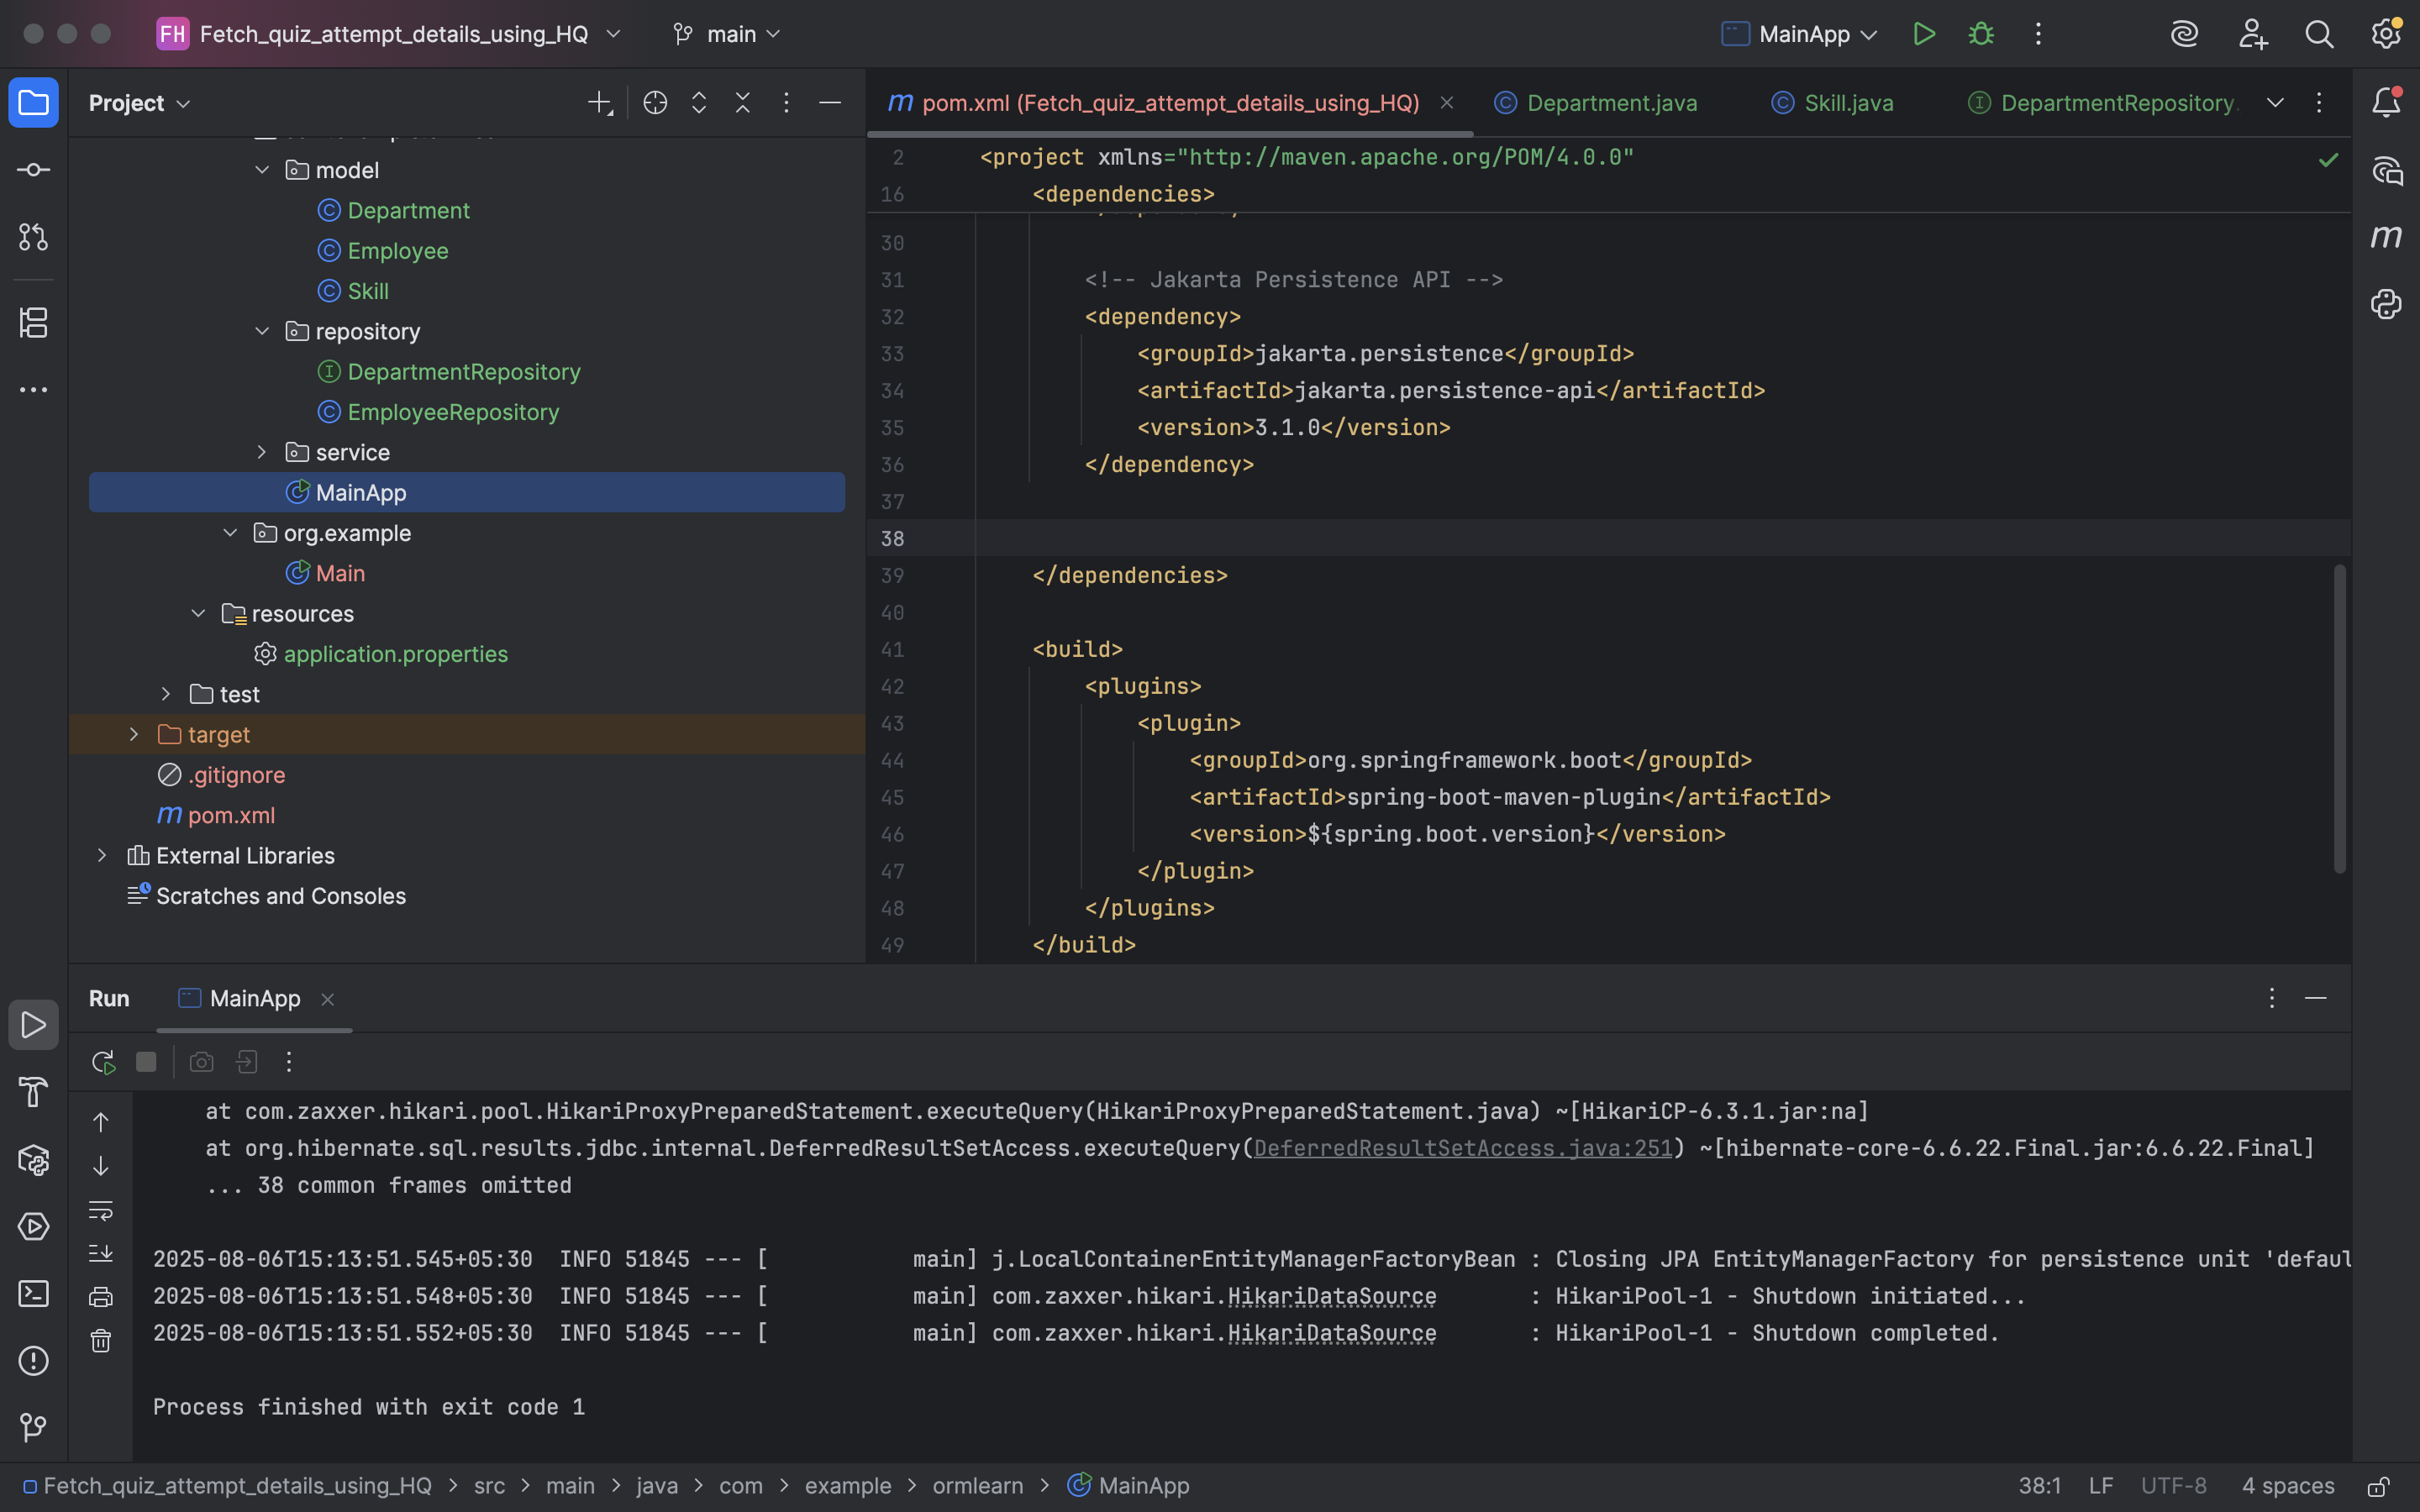 FH Fetch_quiz_attempt_details_using_HQ main MainApp
Project
model
Department
Employee
Skill
repository
DepartmentRepository
EmployeeRepository
service
MainApp
org.example
Main
resources
application.properties
test
target
.gitignore
pom.xml
External Libraries
Scratches and Consoles
pom.xml (Fetch_quiz_attempt_details_using_HQ) Department.java Skill.java DepartmentRepository.
2 <project xmlns="http://maven.apache.org/POM/4.0.0"
16 <dependencies>
30
31 <!-- Jakarta Persistence API -->
32 <dependency>
33 <groupId>jakarta.persistence</groupId>
34 <artifactId>jakarta.persistence-api</artifactId>
35 <version>3.1.0</version>
36 </dependency>
37
38
39 </dependencies>
40
41 <build>
42 <plugins>
43 <plugin>
44 <groupId>org.springframework.boot</groupId>
45 <artifactId>spring-boot-maven-plugin</artifactId>
46 <version>${spring.boot.version}</version>
47 </plugin>
48 </plugins>
49 </build>
Run MainApp
at com.zaxxer.hikari.pool.HikariProxyPreparedStatement.executeQuery(HikariProxyPreparedStatement.java) ~[HikariCP-6.3.1.jar:na]
at org.hibernate.sql.results.jdbc.internal.DeferredResultSetAccess.executeQuery(DeferredResultSetAccess.java:251) ~[hibernate-core-6.6.22.Final.jar:6.6.22.Final]
... 38 common frames omitted
2025-08-06T15:13:51.545+05:30 INFO 51845 --- [ main] j.LocalContainerEntityManagerFactoryBean : Closing JPA EntityManagerFactory for persistence unit 'defaul
2025-08-06T15:13:51.548+05:30 INFO 51845 --- [ main] com.zaxxer.hikari.HikariDataSource : HikariPool-1 - Shutdown initiated...
2025-08-06T15:13:51.552+05:30 INFO 51845 --- [ main] com.zaxxer.hikari.HikariDataSource : HikariPool-1 - Shutdown completed.
Process finished with exit code 1
Fetch_quiz_attempt_details_using_HQ > src > main > java > com > example > ormlearn > MainApp 38:1 LF UTF-8 4 spaces